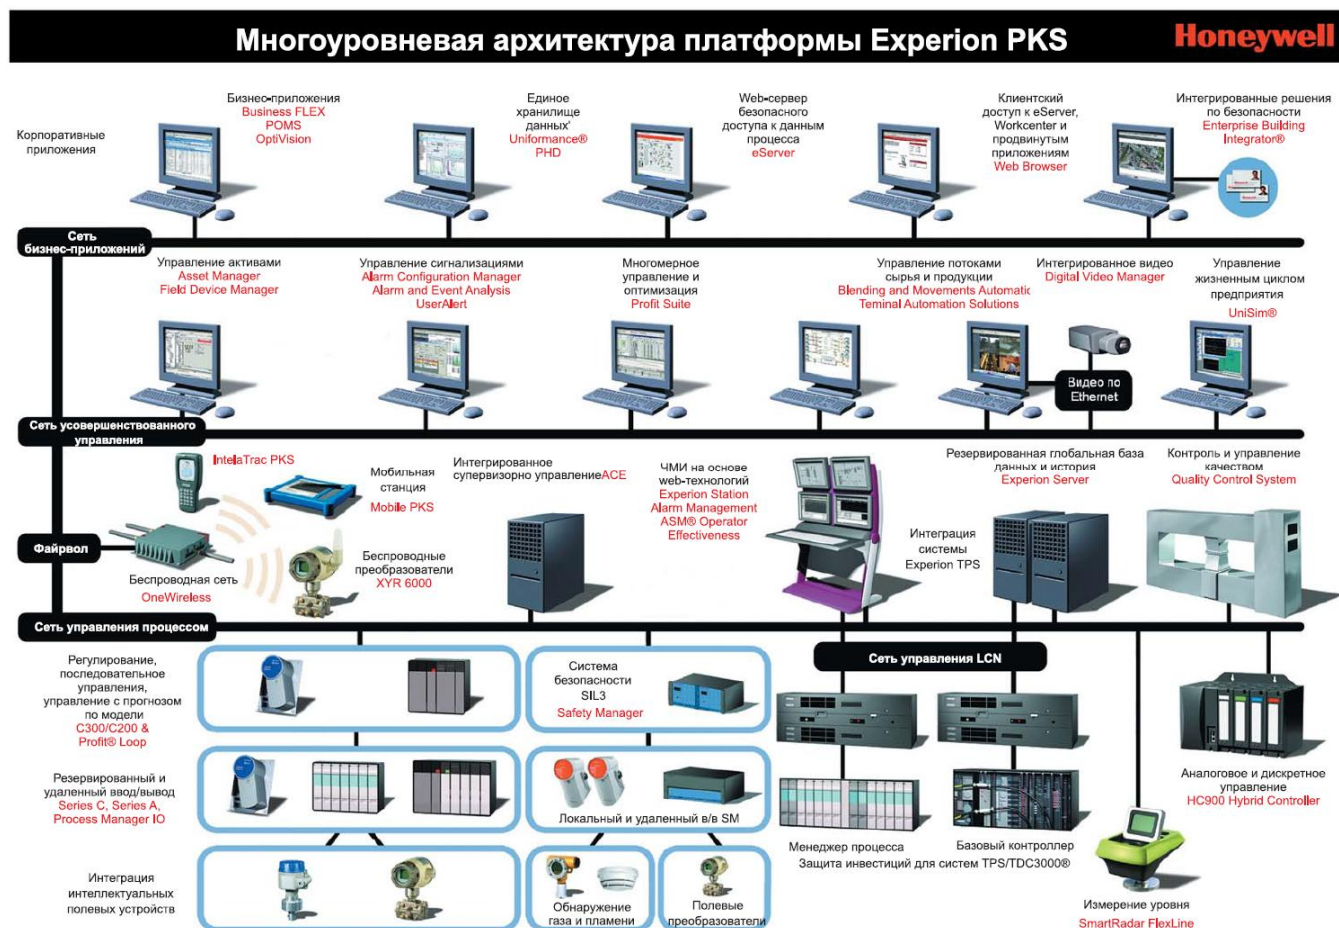 Многоуровневая архитектура платформы Experion PKS
Honeywell
Корпоративные
приложения
Бизнес-приложения
Business FLEX
POMS
OptiVision
Единое
хранилище
данных'
Uniformance®
PHD
Web-сервер
безопасного
доступа к данным
процесса
eServer
Клиентский
доступ к eServer,
Workcenter и
продвинутым
приложениям
Web Browser
Интегрированные решения
по безопасности
Enterprise Building
Integrator®
Сеть
бизнес-приложений
Управление активами
Asset Manager
Field Device Manager
Управление сигнализациями
Alarm Configuration Manager
Alarm and Event Analysis
UserAlert
Многомерное
управление и
оптимизация
Profit Suite
Управление потоками
сырья и продукции
Blending and Movements Automatic
Teminal Automation Solutions
Интегрированное видео
Digital Video Manager
Управление
жизненным циклом
предприятия
UniSim®
Видео по
Ethernet
Сеть усовершенствованного
управления
IntelaTrac PKS
Мобильная
станция
Mobile PKS
Интегрированное
супервизорно управлениеACE
ЧМИ на основе
web-технологий
Experion Station
Alarm Management
ASM® Operator
Effectiveness
Резервированная глобальная база
данных и история
Experion Server
Контроль и управление
качеством
Quality Control System
Файрвол
Беспроводная сеть
OneWireless
Беспроводные
преобразователи
XYR 6000
Интеграция
системы
Experion TPS
Сеть управления процессом
Сеть управления LCN
Регулирование,
последовательное
управления,
управление с прогнозом
по модели
C300/C200 &
Profit® Loop
Система
безопасности
SIL3
Safety Manager
Резервированный и
удаленный ввод/вывод
Series C, Series A,
Process Manager IO
Локальный и удаленный в/в SM
Менеджер процесса
Базовый контроллер
Защита инвестиций для систем TPS/TDC3000®
Аналоговое и дискретное
управление
HC900 Hybrid Controller
Интеграция
интеллектуальных
полевых устройств
Обнаружение
газа и пламени
Полевые
преобразователи
Измерение уровня
SmartRadar FlexLine